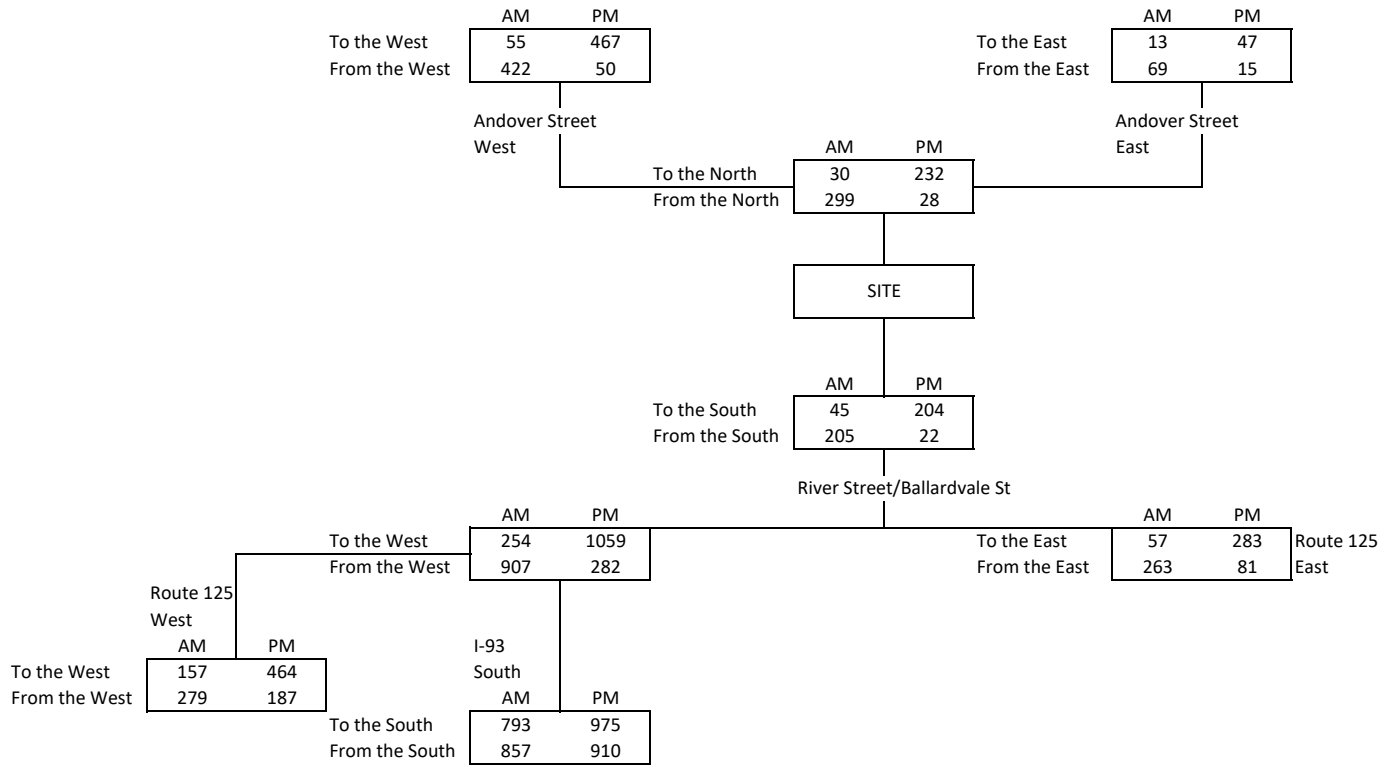 AM PM AM PM
To the West 55 467 To the East 13 47
From the West 422 50 From the East 69 15
Andover Street Andover Street
West East
AM PM
To the North 30 232
From the North 299 28
SITE
AM PM
To the South 45 204
From the South 205 22
River Street/Ballardvale St
AM PM AM PM
To the West 254 1059 To the East 57 283 Route 125
From the West 907 282 From the East 263 81 East
Route 125
West
AM PM I-93
To the West 157 464 South
From the West 279 187 AM PM
To the South 793 975
From the South 857 910